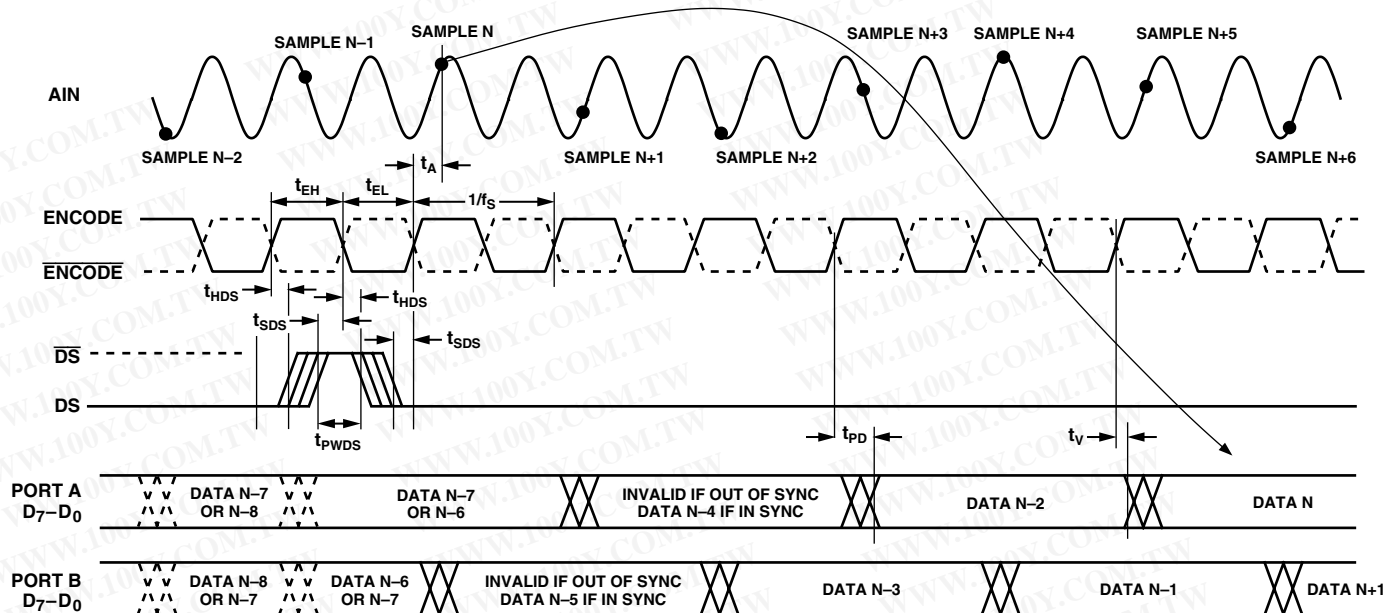 SAMPLE N–1
SAMPLE N
SAMPLE N+3
SAMPLE N+4
SAMPLE N+5
AIN
SAMPLE N–2
SAMPLE N+1
SAMPLE N+2
SAMPLE N+6
tA
tEH
tEL
1/fS
ENCODE
ENCODE
tHDS
tHDS
tSDS
tSDS
DS
DS
tPWDS
tPD
tV
PORT A
D7–D0
DATA N–7
OR N–8
DATA N–7
OR N–6
INVALID IF OUT OF SYNC
DATA N–4 IF IN SYNC
DATA N–2
DATA N
PORT B
D7–D0
DATA N–8
OR N–7
DATA N–6
OR N–7
INVALID IF OUT OF SYNC
DATA N–5 IF IN SYNC
DATA N–3
DATA N–1
DATA N+1
WWW.100Y.COM.TW